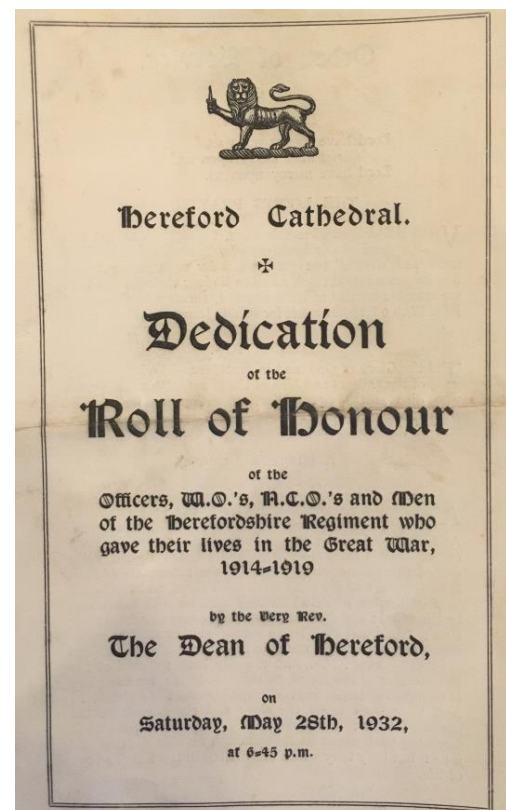 Hereford Cathedral.
Dedication
of the
Roll of Honour
of the
Officers, W.O.'s, N.C.O.'s and Men
of the Herefordshire Regiment who
gave their lives in the Great War,
1914-1919
by the Very Rev.
The Dean of Hereford,
on
Saturday, May 28th, 1932,
at 6-45 p.m.